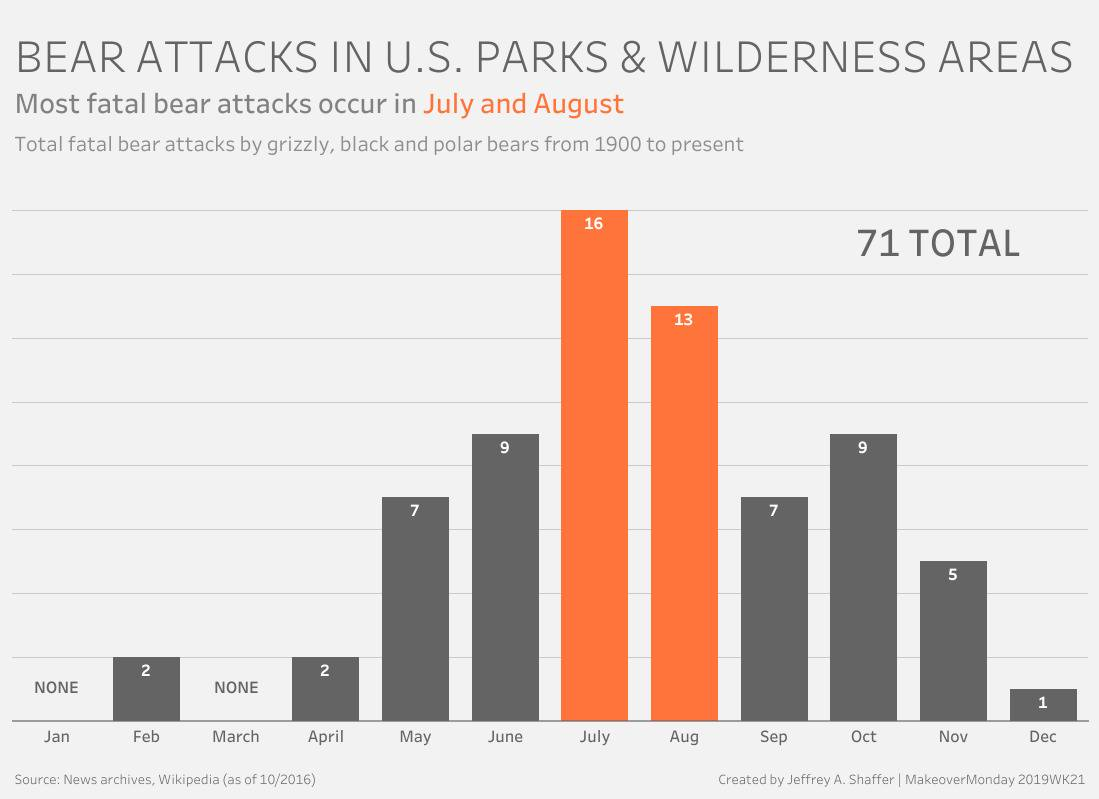 BEAR ATTACKS IN U.S. PARKS & WILDERNESS AREAS
Most fatal bear attacks occur in July and August
Total fatal bear attacks by grizzly, black and polar bears from 1900 to present
71 TOTAL
16
13
9
9
7
7
5
2
2
1
NONE
NONE
Jan Feb March April May June July Aug Sep Oct Nov Dec
Source: News archives, Wikipedia (as of 10/2016)
Created by Jeffrey A. Shaffer | MakeoverMonday 2019WK21